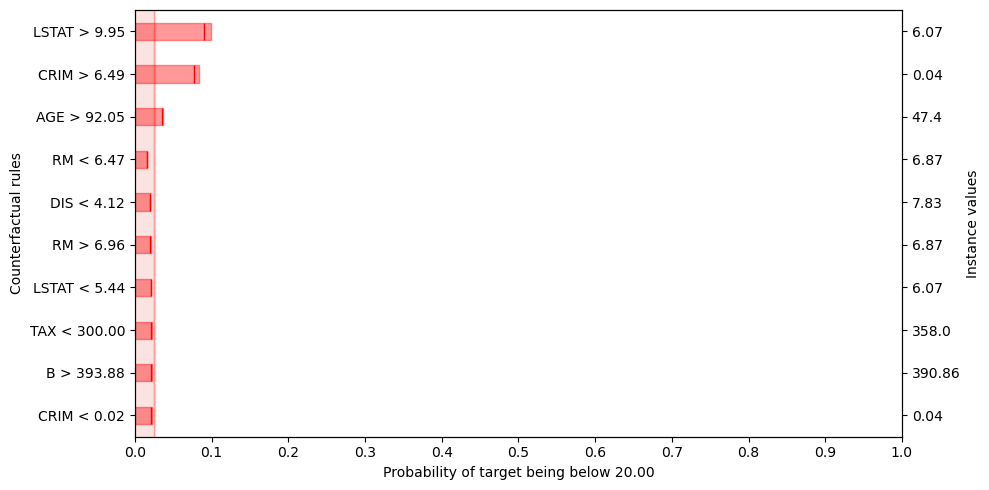 Counterfactual rules
LSTAT > 9.95
CRIM > 6.49
AGE > 92.05
RM < 6.47
DIS < 4.12
RM > 6.96
LSTAT < 5.44
TAX < 300.00
B > 393.88
CRIM < 0.02
6.07
0.04
47.4
6.87
7.83
6.87
6.07
358.0
390.86
0.04
Instance values
0.0 0.1 0.2 0.3 0.4 0.5 0.6 0.7 0.8 0.9 1.0
Probability of target being below 20.00